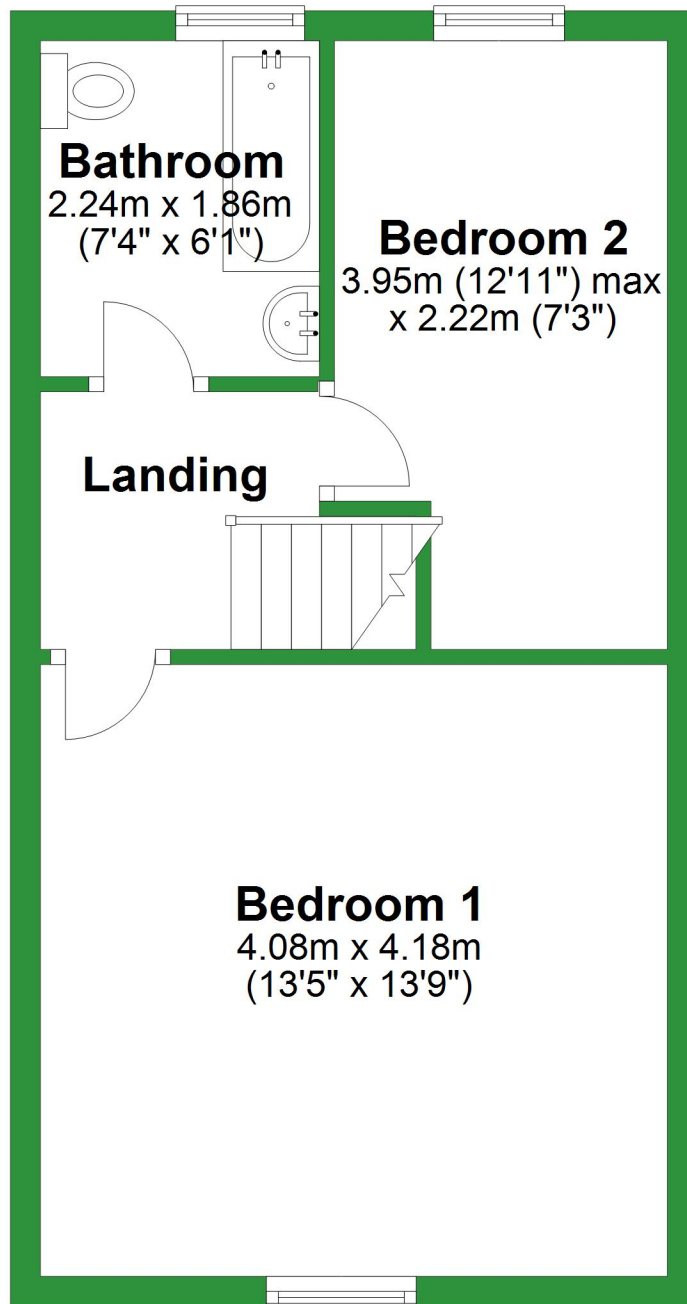 Bathroom
2.24m x 1.86m
(7'4" x 6'1")
Bedroom 2
3.95m (12'11") max
x 2.22m (7'3")
Landing
Bedroom 1
4.08m x 4.18m
(13'5" x 13'9")